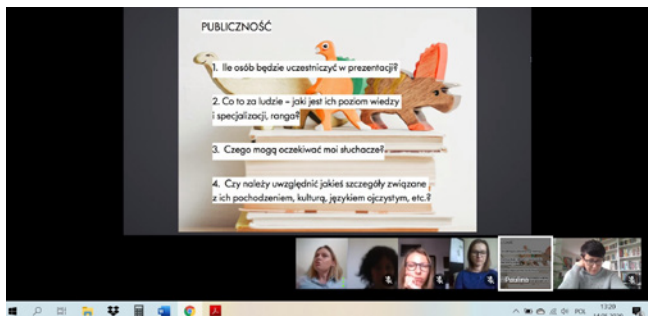 PUBLICZNOŚĆ
1. Ile osób będzie uczestniczyć w prezentacji?
2. Co to za ludzie – jaki jest ich poziom wiedzy
i specjalizacji, ranga?
3. Czego mogą oczekiwać moi słuchacze?
4. Czy należy uwzględnić jakieś szczegóły związane
z ich pochodzeniem, kulturą, językiem ojczystym, etc.?
Paulina
POL
13:20